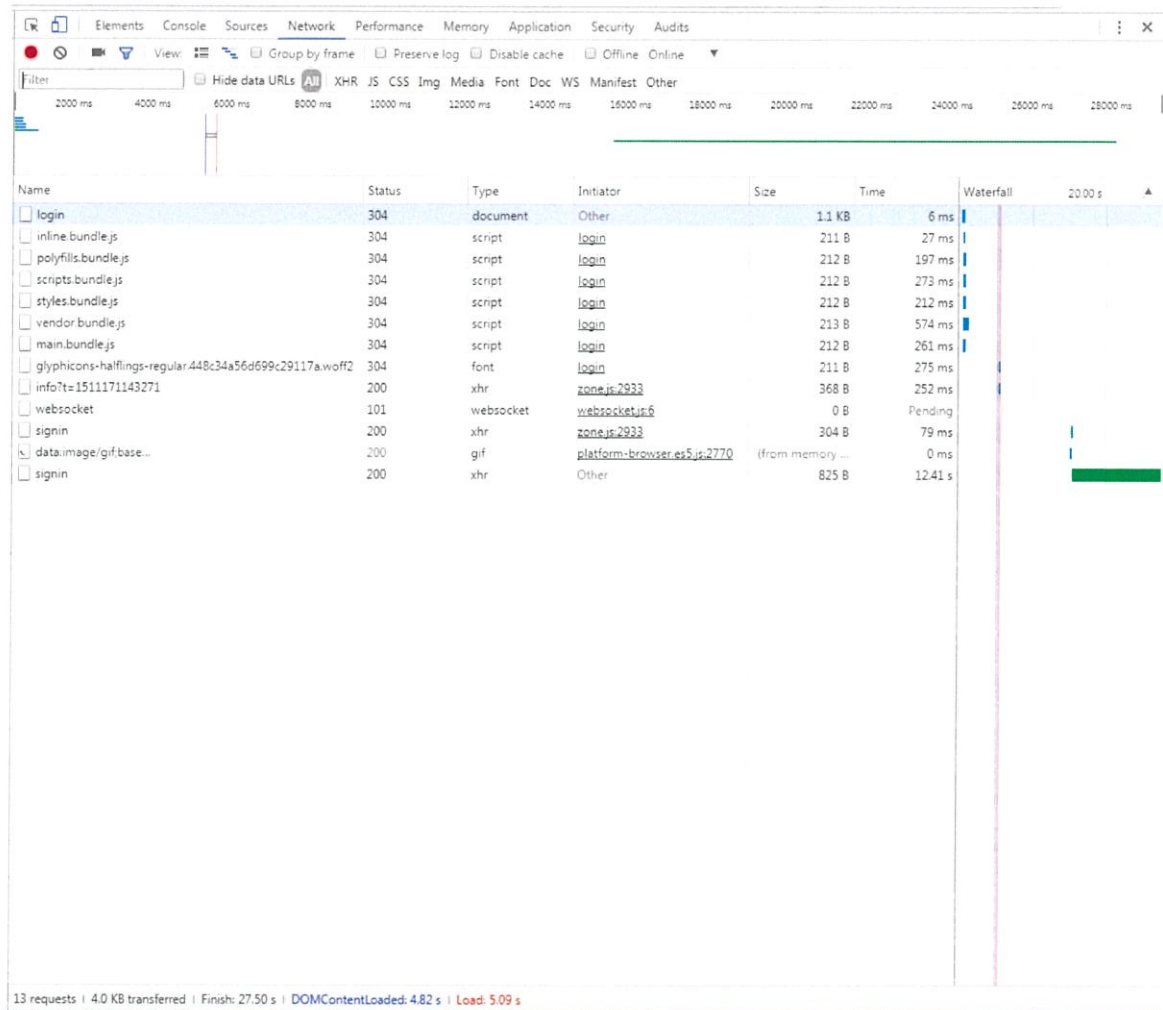 Elements Console Sources Network Performance Memory Application Security Audits
View: Group by frame Preserve log Disable cache Offline Online
Filter Hide data URLs All XHR JS CSS Img Media Font Doc WS Manifest Other
2000 ms 4000 ms 6000 ms 8000 ms 10000 ms 12000 ms 14000 ms 16000 ms 18000 ms 20000 ms 22000 ms 24000 ms 26000 ms 28000 ms
Name Status Type Initiator Size Time Waterfall 20.00 s
login 304 document Other 1.1 KB 6 ms
inline.bundle.js 304 script login 211 B 27 ms
polyfills.bundle.js 304 script login 212 B 197 ms
scripts.bundle.js 304 script login 212 B 273 ms
styles.bundle.js 304 script login 212 B 212 ms
vendor.bundle.js 304 script login 213 B 574 ms
main.bundle.js 304 script login 212 B 261 ms
glyphicons-halflings-regular.448c34a56d699c29117a.woff2 304 font login 211 B 275 ms
info?t=1511171143271 200 xhr zone.js:2933 368 B 252 ms
websocket 101 websocket websocket.js:6 0 B Pending
signin 200 xhr zone.js:2933 304 B 79 ms
data:image/gif;base... 200 gif platform-browser.es5.js:2770 (from memory ... 0 ms
signin 200 xhr Other 825 B 12.41 s
13 requests | 4.0 KB transferred | Finish: 27.50 s | DOMContentLoaded: 4.82 s | Load: 5.09 s